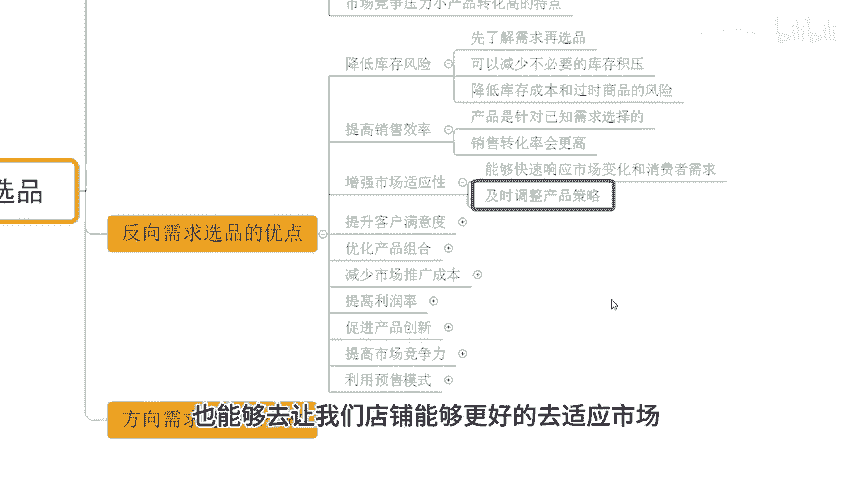 市场竞争压力小产品转化高的特点
先了解需求再选品
降低库存风险
可以减少不必要的库存积压
降低库存成本和过时商品的风险
产品是针对已知需求选择的
提高销售效率
销售转化率会更高
能够快速响应市场变化和消费者需求
增强市场适应性
及时调整产品策略
选品
提升客户满意度
反向需求选品的优点
优化产品组合
减少市场推广成本
提高利润率
促进产品创新
提高市场竞争力
利用预售模式
方向需求
也能够去让我们店铺能够更好的去适应市场
bilibili